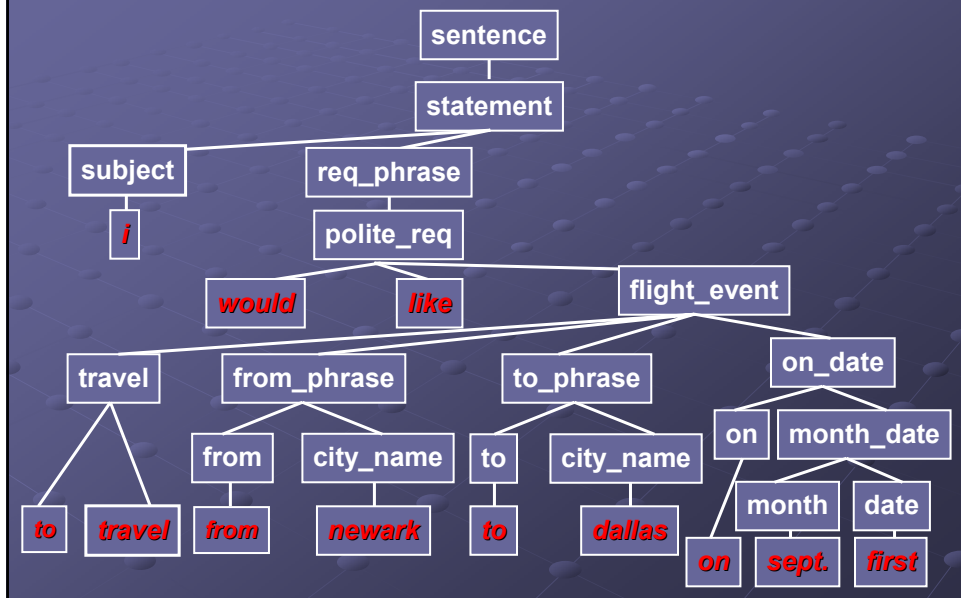 sentence
statement
subject req_phrase
i polite_req
would like flight_event
travel from_phrase to_phrase on_date
from city_name to city_name on month_date
month date
to travel from newark to dallas on sept. first